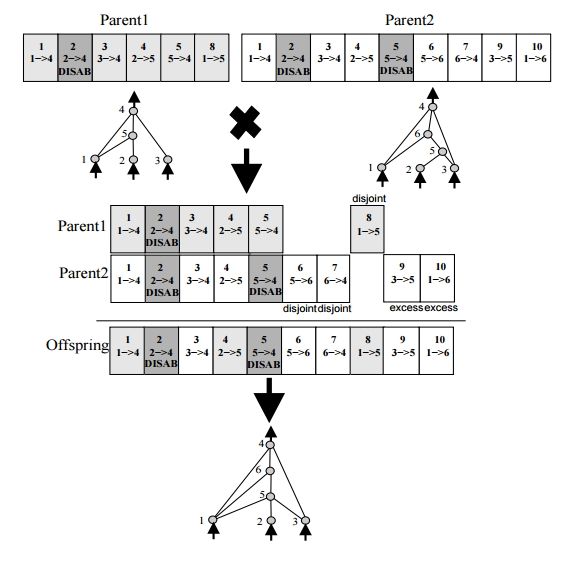 Parent1 Parent2
1 2 3 4 5 8 1 2 3 4 5 6 7 9 10
1->4 2->4 3->4 2->5 5->4 1->5 1->4 2->4 3->4 2->5 5->4 5->6 6->4 3->5 1->6
DISAB DISAB DISAB
4 4
5 6
5
1 2 3 1 2 3
disjoint
Parent1 1 2 3 4 5 8
1->4 2->4 3->4 2->5 5->4 1->5
DISAB
Parent2 1 2 3 4 5 6 7 9 10
1->4 2->4 3->4 2->5 5->4 5->6 6->4 3->5 1->6
DISAB DISAB
disjoint disjoint excess excess
Offspring 1 2 3 4 5 6 7 8 9 10
1->4 2->4 3->4 2->5 5->4 5->6 6->4 1->5 3->5 1->6
DISAB DISAB
4
6
5
1 2 3